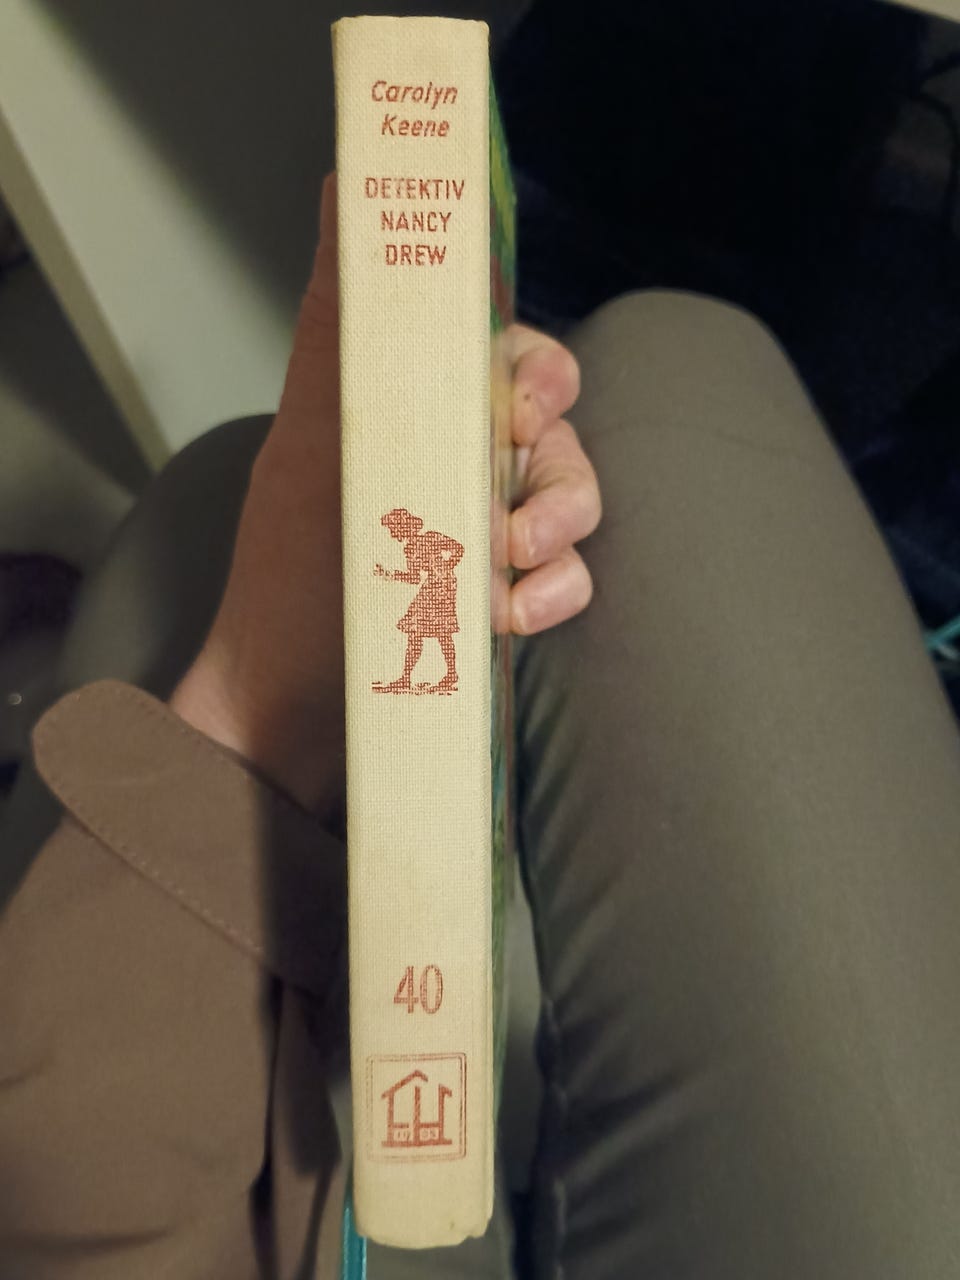 Carolyn
Keene
DETEKTIV
NANCY
DREW
40